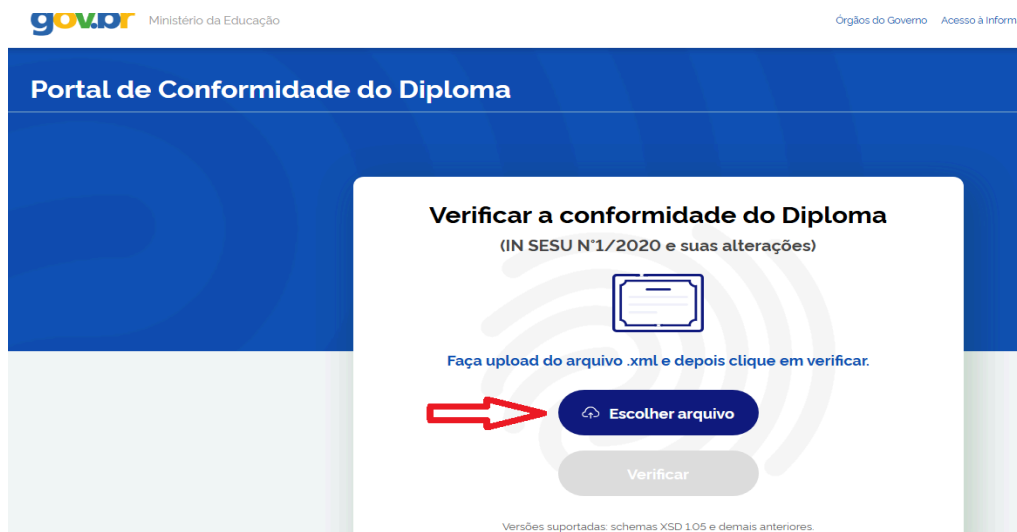 gov.br Ministério da Educação
Órgãos do Governo Acesso à Inform
Portal de Conformidade do Diploma
Verificar a conformidade do Diploma
(IN SESU N°1/2020 e suas alterações)
Faça upload do arquivo .xml e depois clique em verificar.
Escolher arquivo
Verificar
Versões suportadas: schemas XSD 1.05 e demais anteriores.